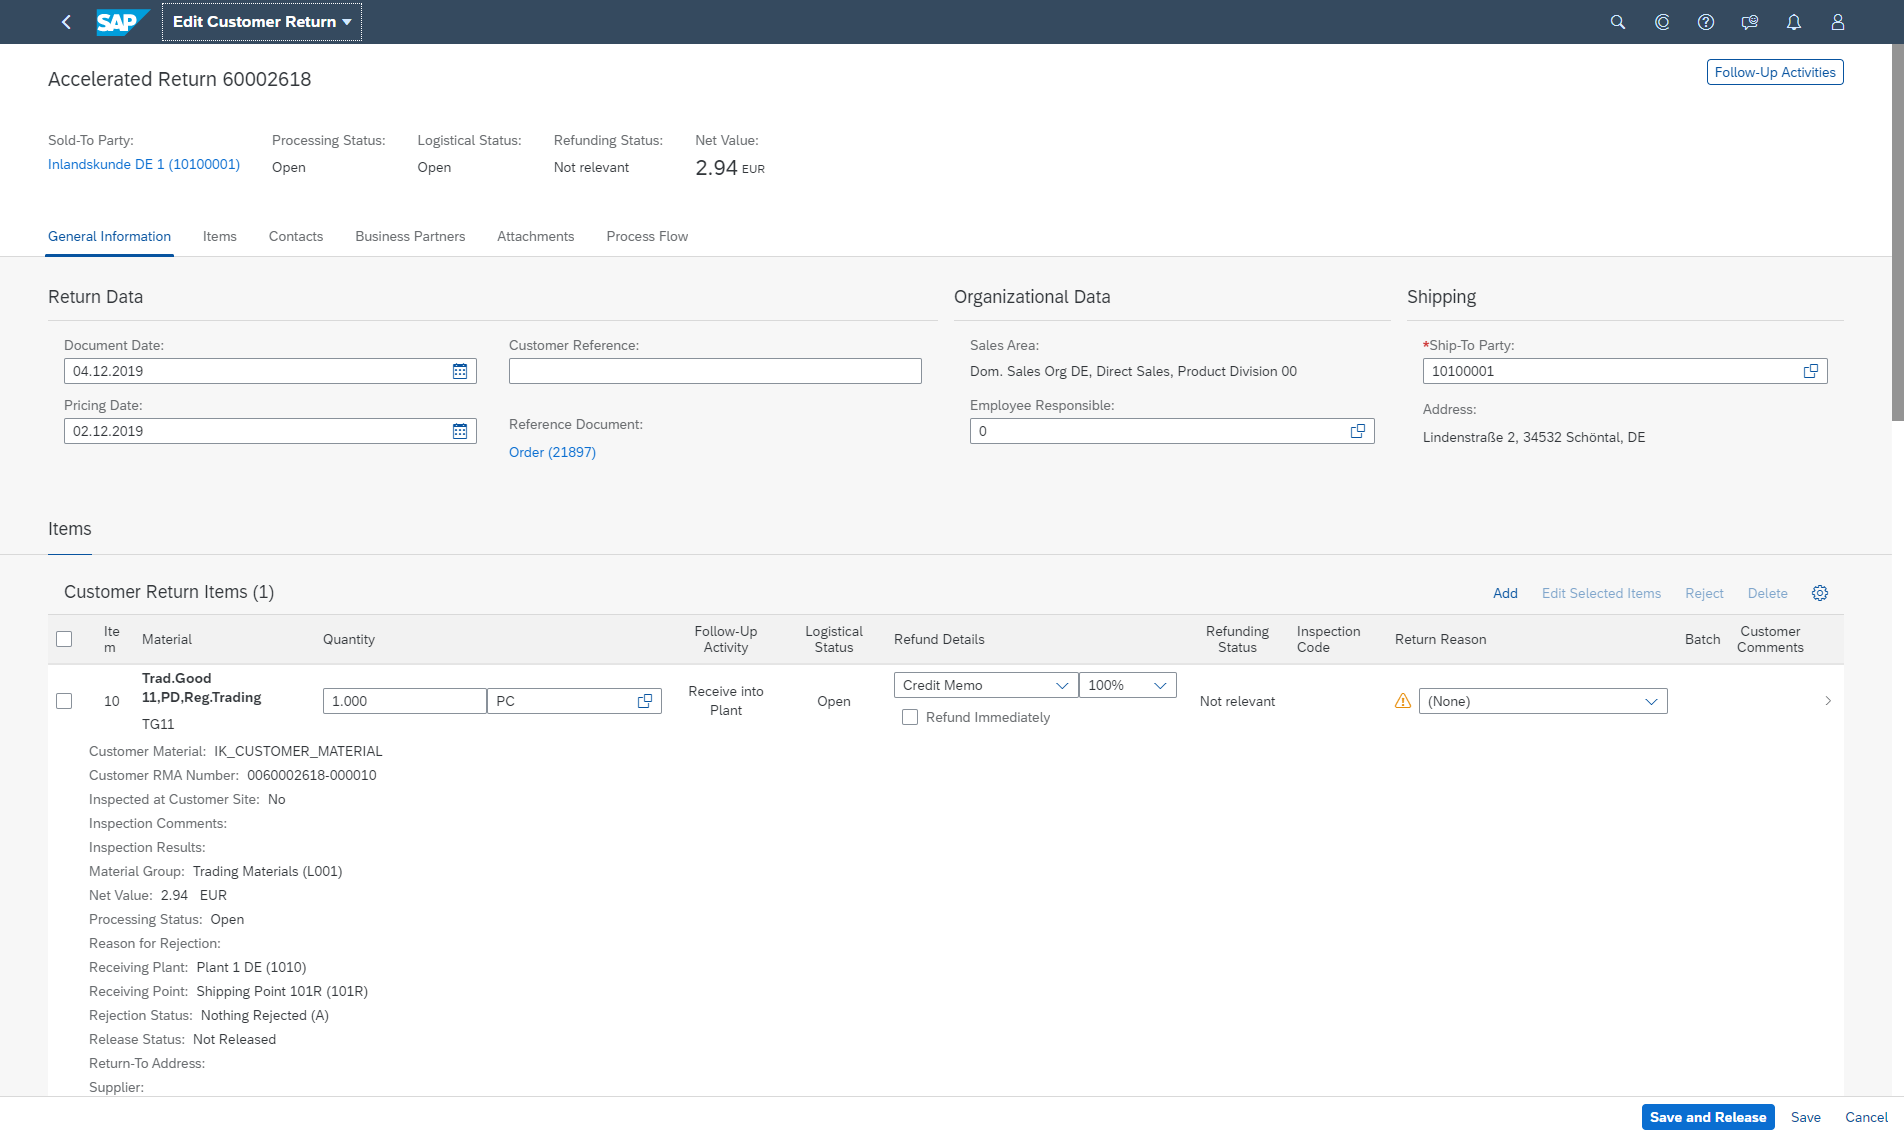 SAP
Edit Customer Return
Accelerated Return 60002618
Follow-Up Activities
Sold-To Party:
Inlandskunde DE 1 (10100001)
Processing Status:
Open
Logistical Status:
Open
Refunding Status:
Not relevant
Net Value:
2.94 EUR
General Information
Items
Contacts
Business Partners
Attachments
Process Flow
Return Data
Document Date:
04.12.2019
Pricing Date:
02.12.2019
Customer Reference:
Reference Document:
Order (21897)
Organizational Data
Sales Area:
Dom. Sales Org DE, Direct Sales, Product Division 00
Employee Responsible:
0
Shipping
*Ship-To Party:
10100001
Address:
Lindenstraße 2, 34532 Schöntal, DE
Items
Customer Return Items (1)
Add
Edit Selected Items
Reject
Delete
Ite
m
Material
Quantity
Follow-Up
Activity
Logistical
Status
Refund Details
Refunding
Status
Inspection
Code
Return Reason
Batch
Customer
Comments
10
Trad.Good
11,PD,Reg.Trading
TG11
1.000
PC
Receive into
Plant
Open
Credit Memo
100%
Refund Immediately
Not relevant
(None)
Customer Material: IK_CUSTOMER_MATERIAL
Customer RMA Number: 0060002618-000010
Inspected at Customer Site: No
Inspection Comments:
Inspection Results:
Material Group: Trading Materials (L001)
Net Value: 2.94 EUR
Processing Status: Open
Reason for Rejection:
Receiving Plant: Plant 1 DE (1010)
Receiving Point: Shipping Point 101R (101R)
Rejection Status: Nothing Rejected (A)
Release Status: Not Released
Return-To Address:
Supplier:
Save and Release
Save
Cancel